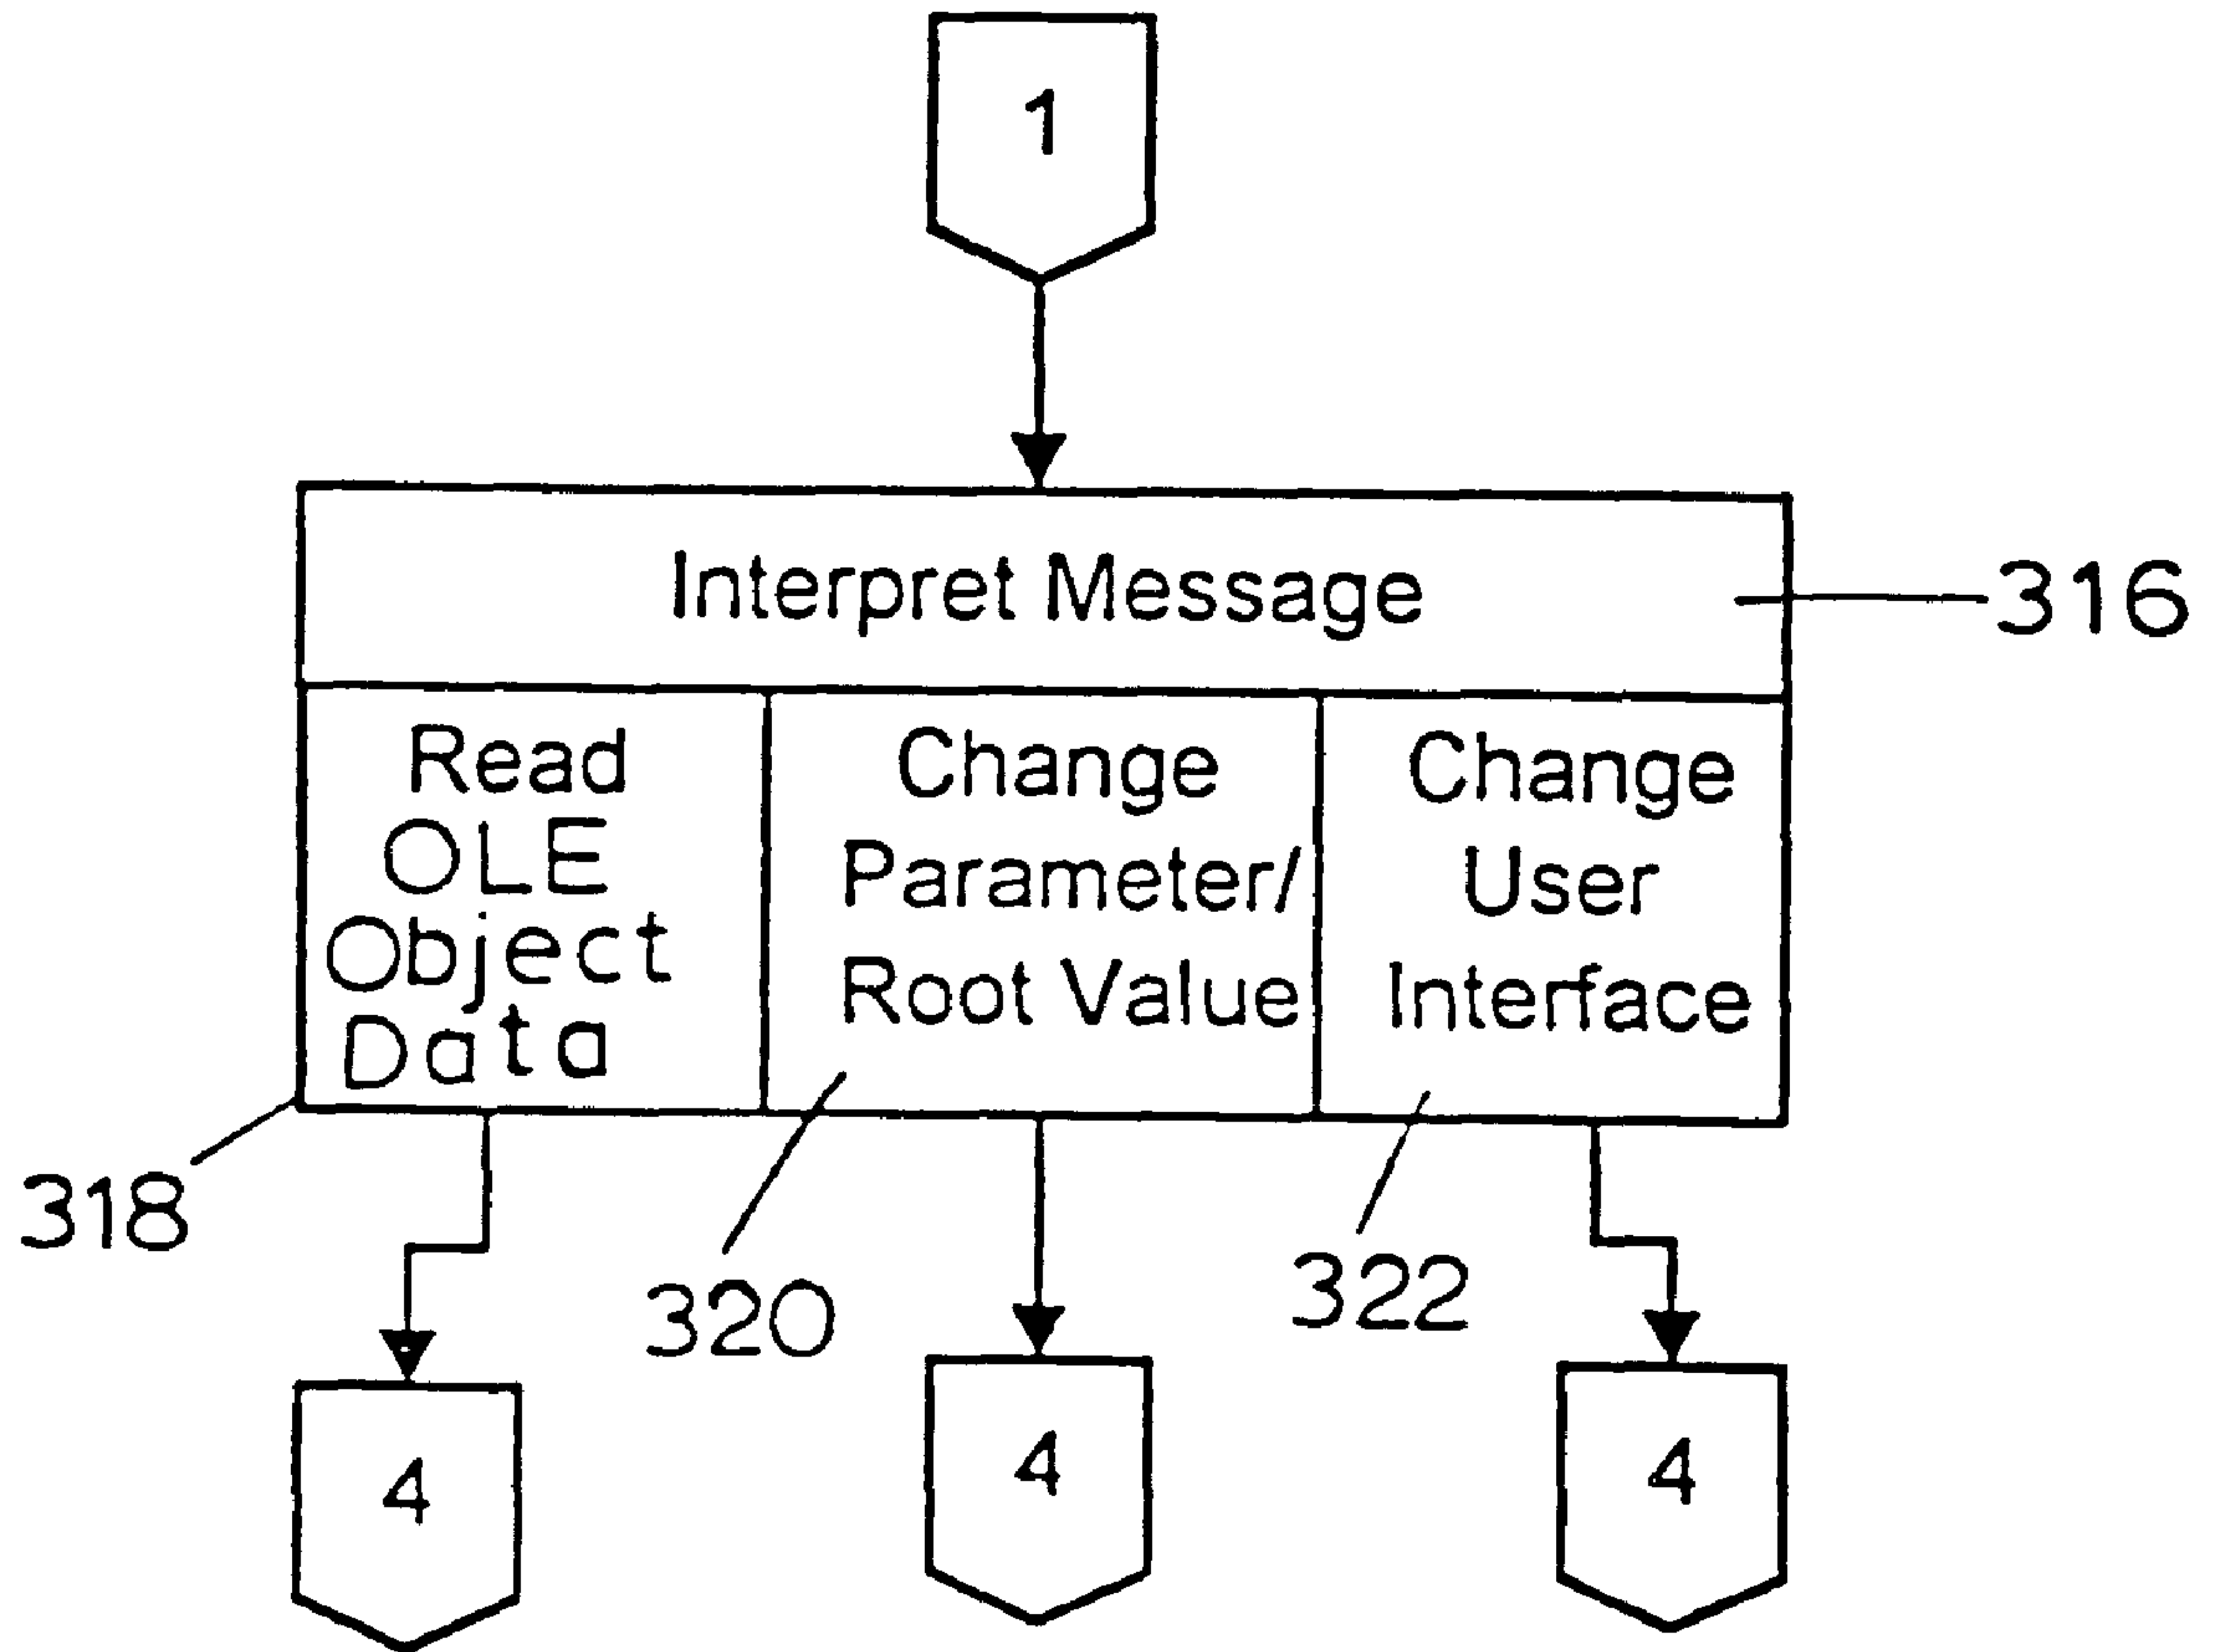 1
Interpret Message
316
Read
OLE
Object
Data
Change
Parameter/
Root Value
Change
User
Interface
318
320
322
4
4
4